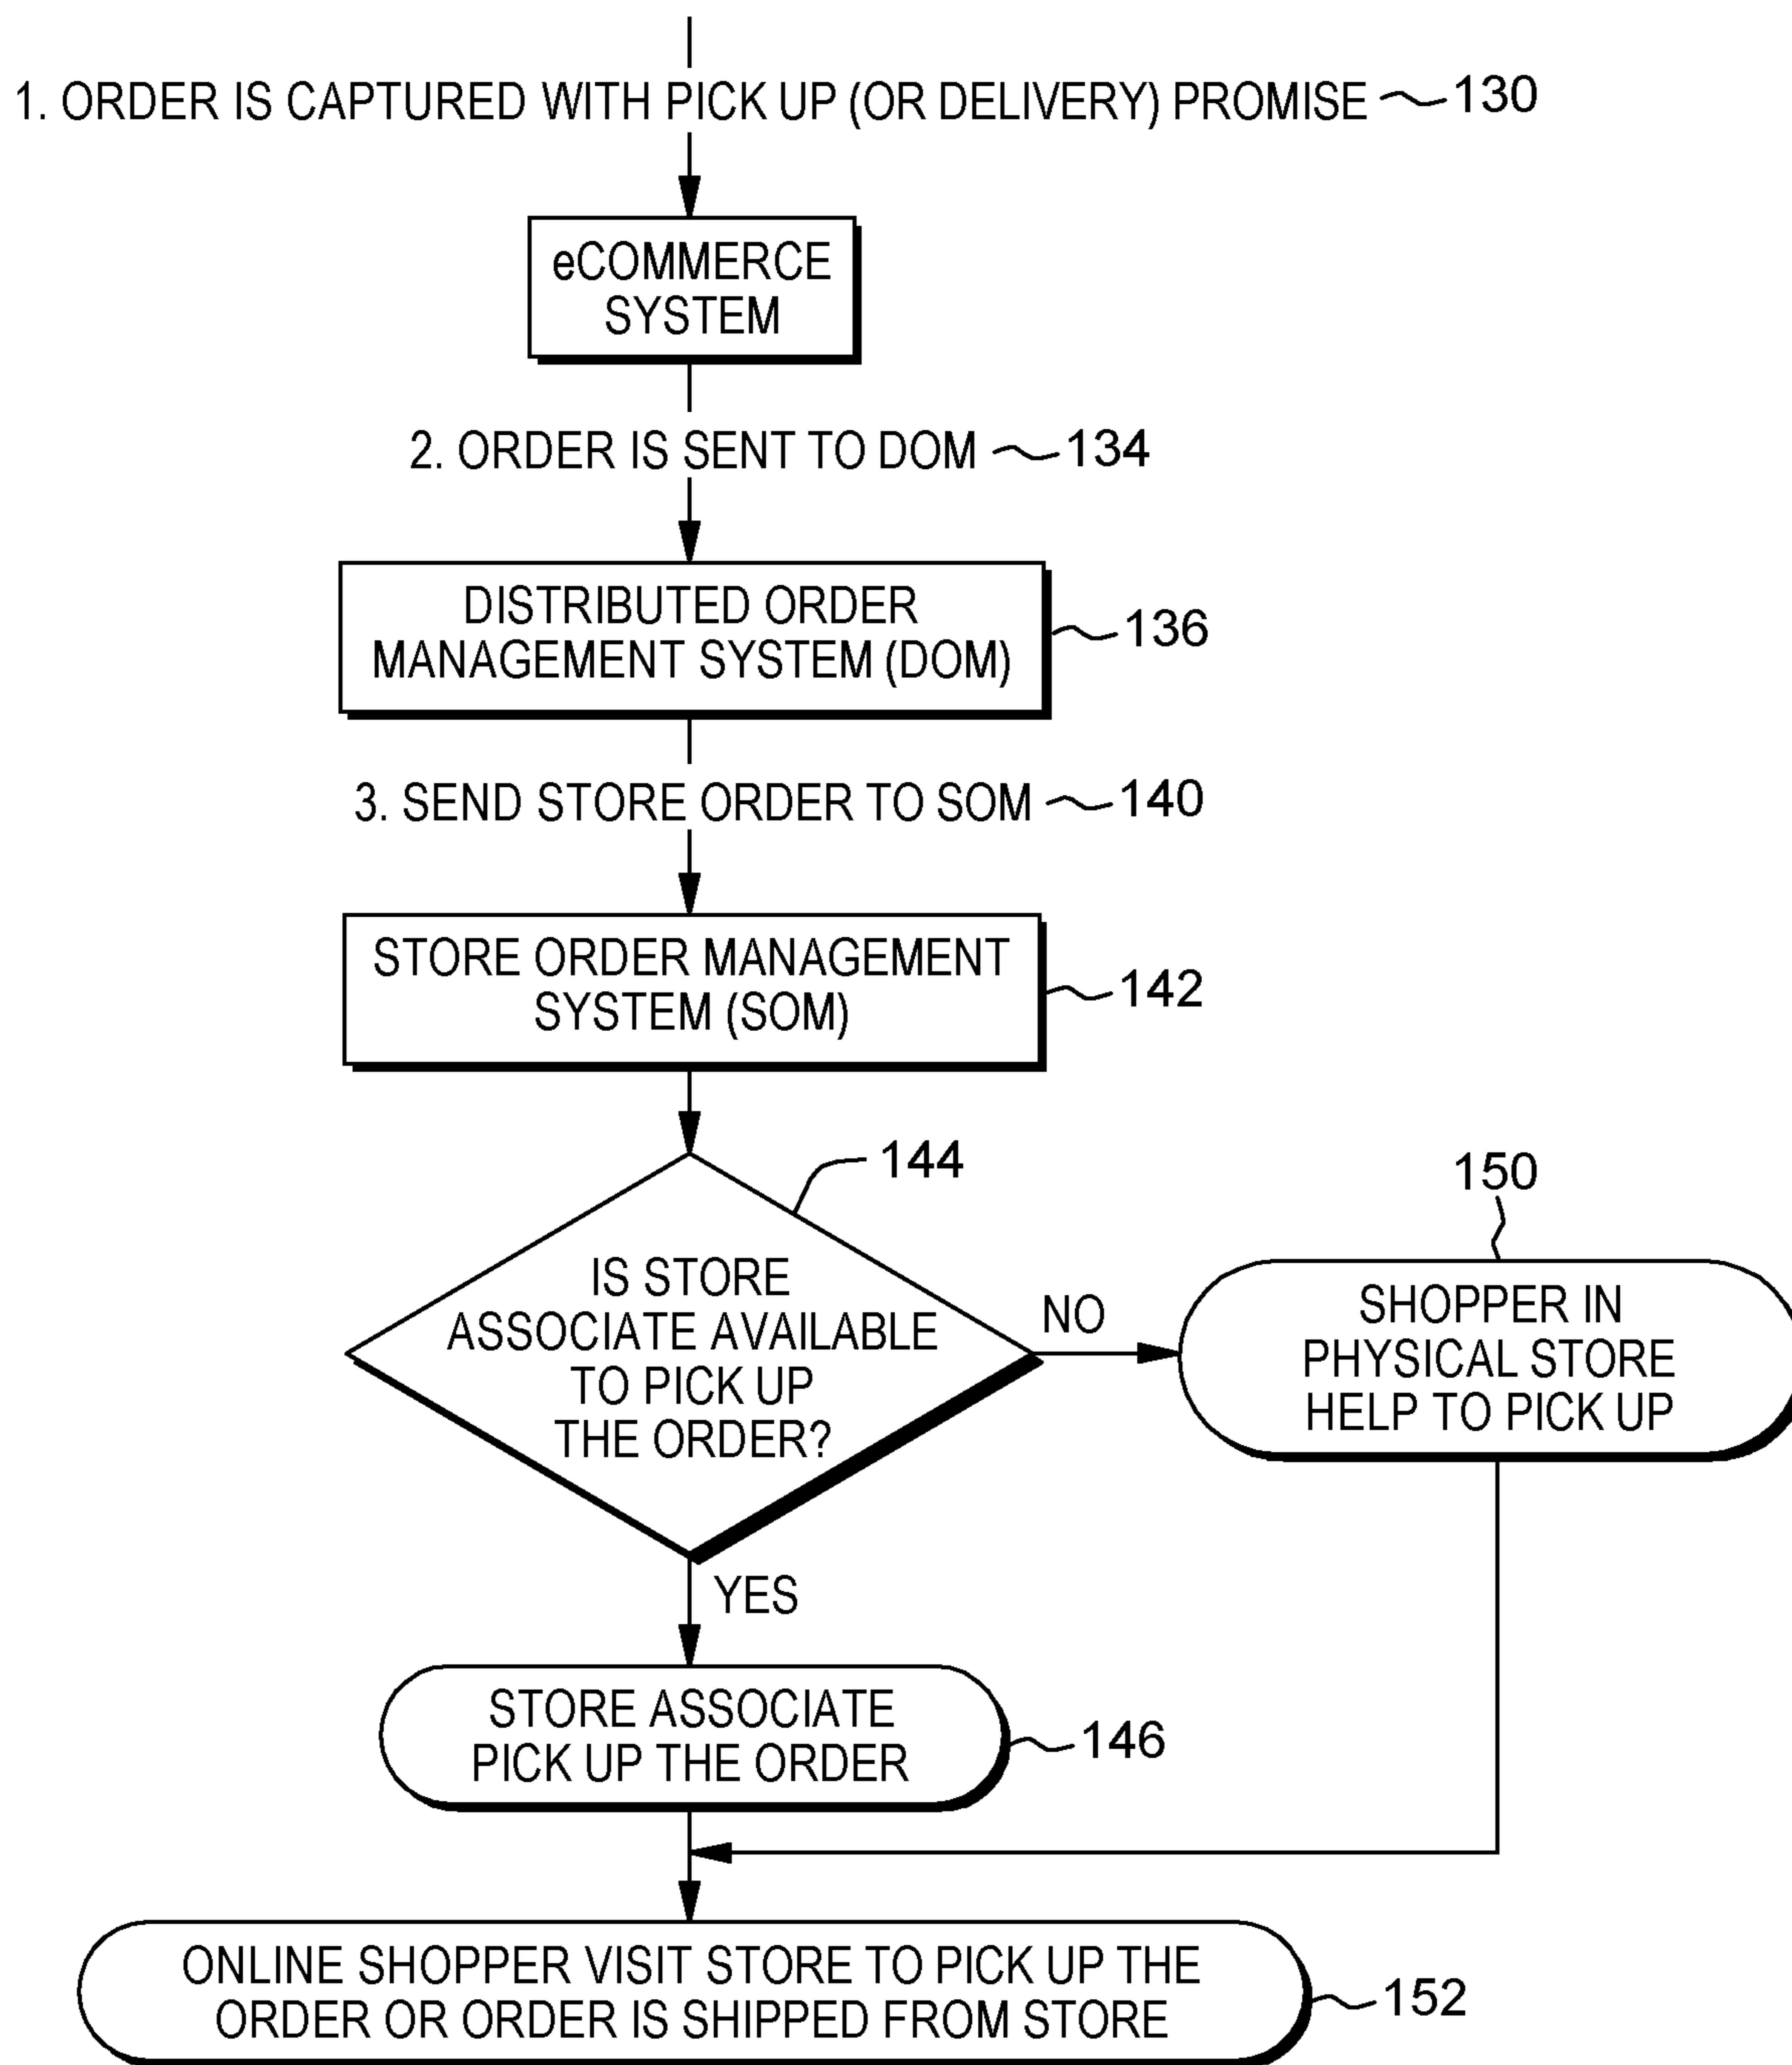 1. ORDER IS CAPTURED WITH PICK UP (OR DELIVERY) PROMISE 130
eCOMMERCE
SYSTEM
2. ORDER IS SENT TO DOM 134
DISTRIBUTED ORDER
MANAGEMENT SYSTEM (DOM)
136
3. SEND STORE ORDER TO SOM 140
STORE ORDER MANAGEMENT
SYSTEM (SOM)
142
144
IS STORE
ASSOCIATE AVAILABLE
TO PICK UP
THE ORDER?
NO
150
SHOPPER IN
PHYSICAL STORE
HELP TO PICK UP
YES
STORE ASSOCIATE
PICK UP THE ORDER
146
ONLINE SHOPPER VISIT STORE TO PICK UP THE
ORDER OR ORDER IS SHIPPED FROM STORE
152